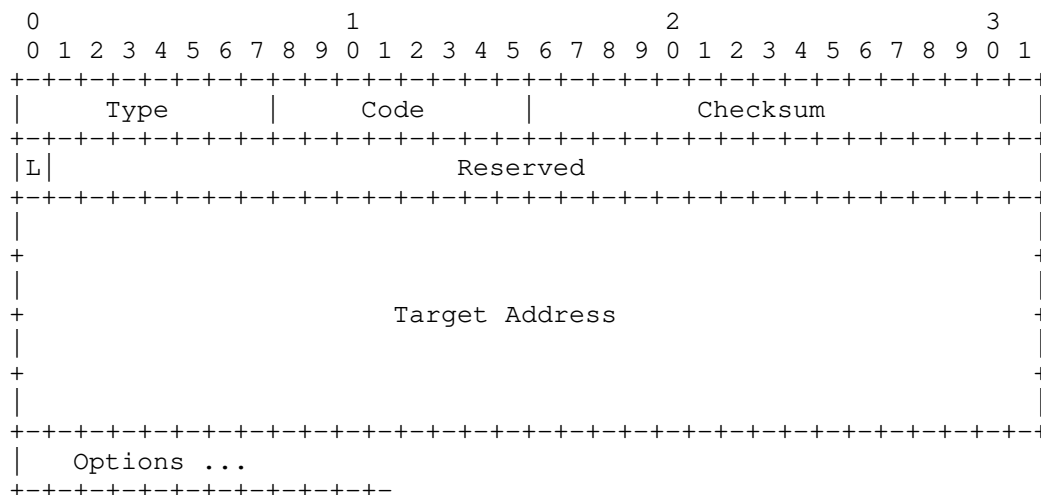 0                   1                   2                   3
0 1 2 3 4 5 6 7 8 9 0 1 2 3 4 5 6 7 8 9 0 1 2 3 4 5 6 7 8 9 0 1
+-+-+-+-+-+-+-+-+-+-+-+-+-+-+-+-+-+-+-+-+-+-+-+-+-+-+-+-+-+-+-+-+
|     Type      |     Code      |          Checksum             |
+-+-+-+-+-+-+-+-+-+-+-+-+-+-+-+-+-+-+-+-+-+-+-+-+-+-+-+-+-+-+-+-+
|L|                         Reserved                            |
+-+-+-+-+-+-+-+-+-+-+-+-+-+-+-+-+-+-+-+-+-+-+-+-+-+-+-+-+-+-+-+-+
|                                                               |
+                                                               +
|                                                               |
+                       Target Address                          +
|                                                               |
+                                                               +
|                                                               |
+-+-+-+-+-+-+-+-+-+-+-+-+-+-+-+-+-+-+-+-+-+-+-+-+-+-+-+-+-+-+-+-+
|   Options ...
+-+-+-+-+-+-+-+-+-+-+-+-